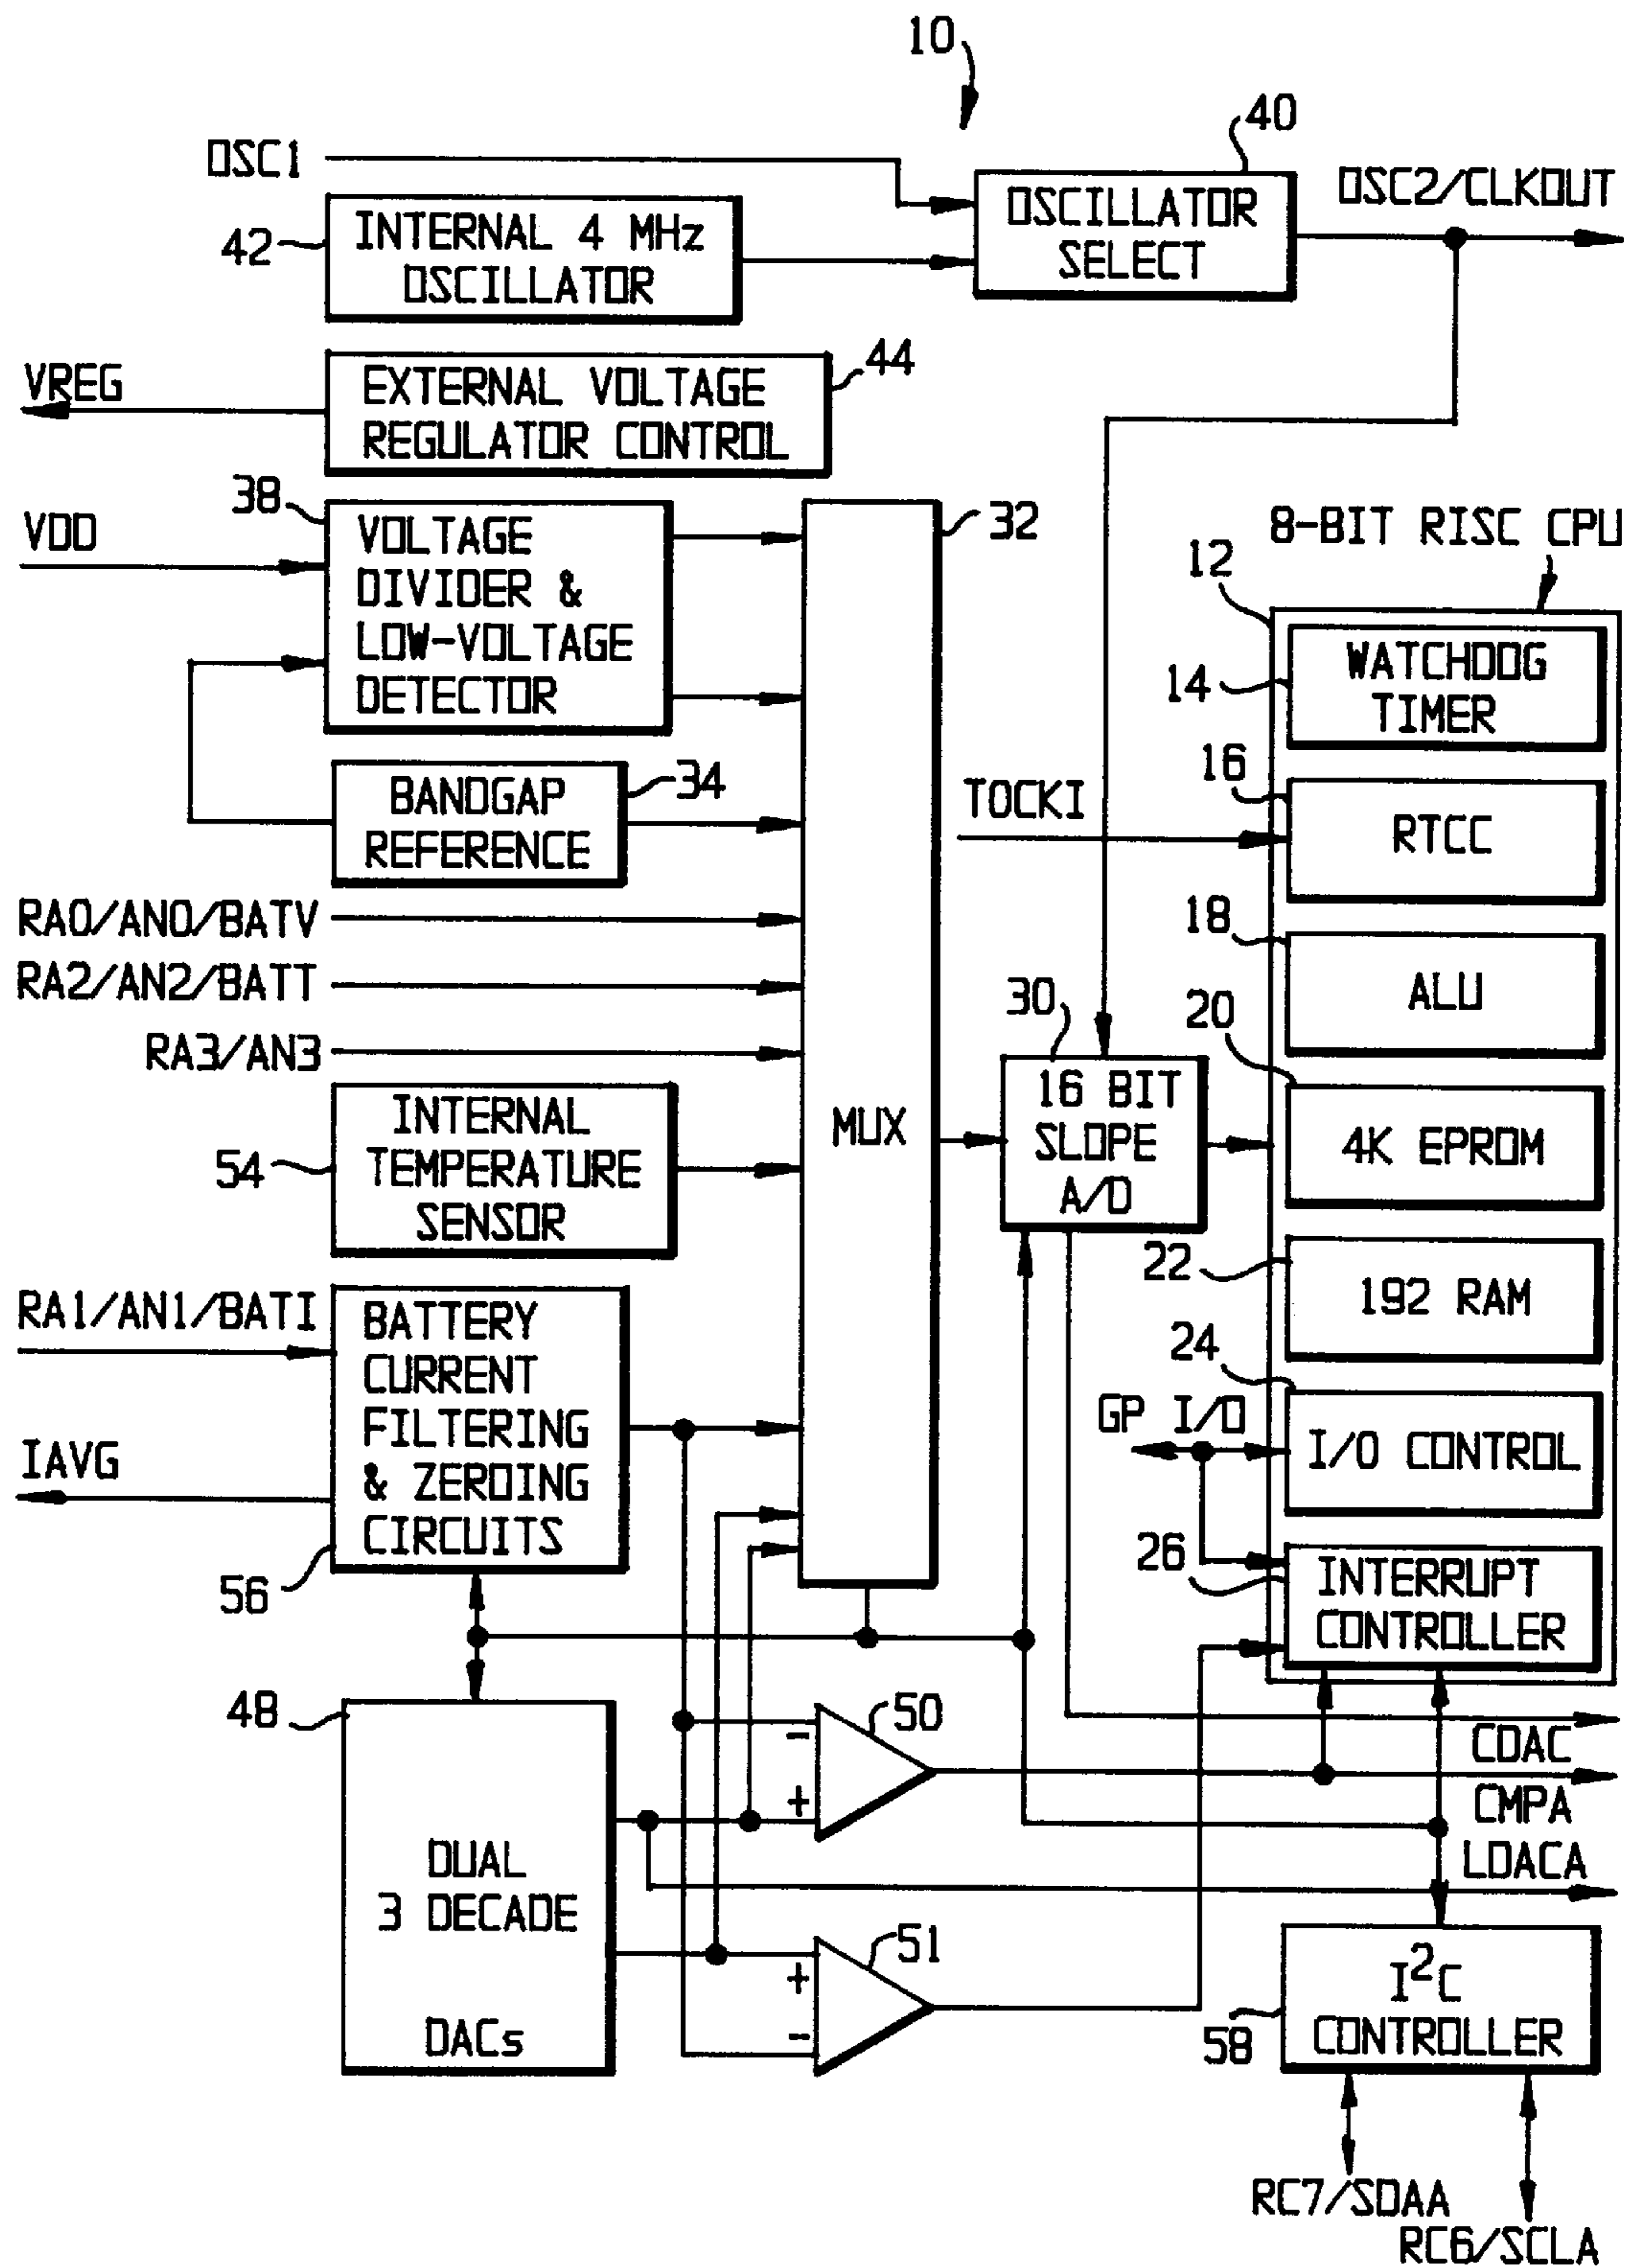 10
40
OSC1
OSCILLATOR
SELECT
OSC2/CLKOUT
42
INTERNAL 4 MHz
OSCILLATOR
VREG
EXTERNAL VOLTAGE
REGULATOR CONTROL
44
38
VDD
VOLTAGE
DIVIDER &
LOW-VOLTAGE
DETECTOR
32
8-BIT RISC CPU
12
WATCHDOG
TIMER
14
BANDGAP
REFERENCE
34
TOCKI
16
RTCC
RA0/AN0/BATV
18
ALU
RA2/AN2/BATT
RA3/AN3
MUX
30
16 BIT
SLOPE
A/D
20
4K EPROM
INTERNAL
TEMPERATURE
SENSOR
54
22
192 RAM
RA1/AN1/BATI
BATTERY
CURRENT
FILTERING
& ZEROING
CIRCUITS
IAVG
56
24
GP I/O
I/O CONTROL
26
INTERRUPT
CONTROLLER
48
DUAL
3 DECADE
DACs
50
-
+
CDAC
CMPA
LDACA
51
+
-
I²C
CONTROLLER
58
RC7/SDAA
RC6/SCLA